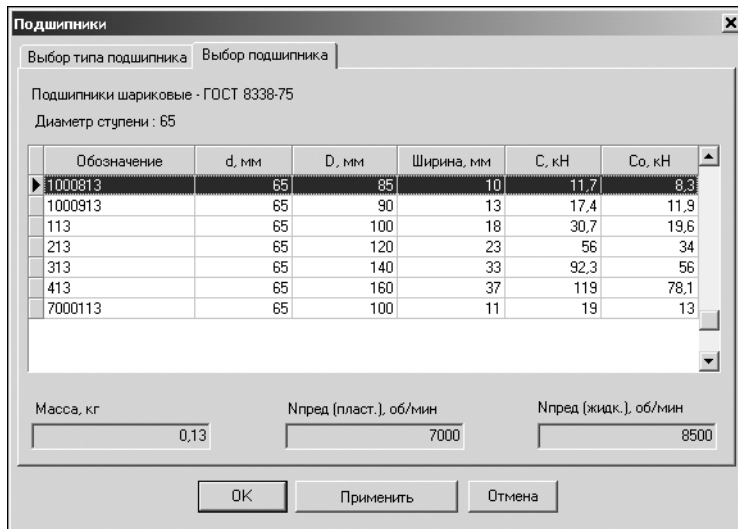 Подшипники
Выбор типа подшипника Выбор подшипника
Подшипники шариковые - ГОСТ 8338-75
Диаметр ступени : 65
Обозначение d, мм D, мм Ширина, мм C, кН Co, кН
1000813 65 85 10 11,7 8,3
1000913 65 90 13 17,4 11,9
113 65 100 18 30,7 19,6
213 65 120 23 56 34
313 65 140 33 92,3 56
413 65 160 37 119 78,1
7000113 65 100 11 19 13
Масса, кг Nпред (пласт.), об/мин Nпред (жидк.), об/мин
0,13 7000 8500
OK Применить Отмена